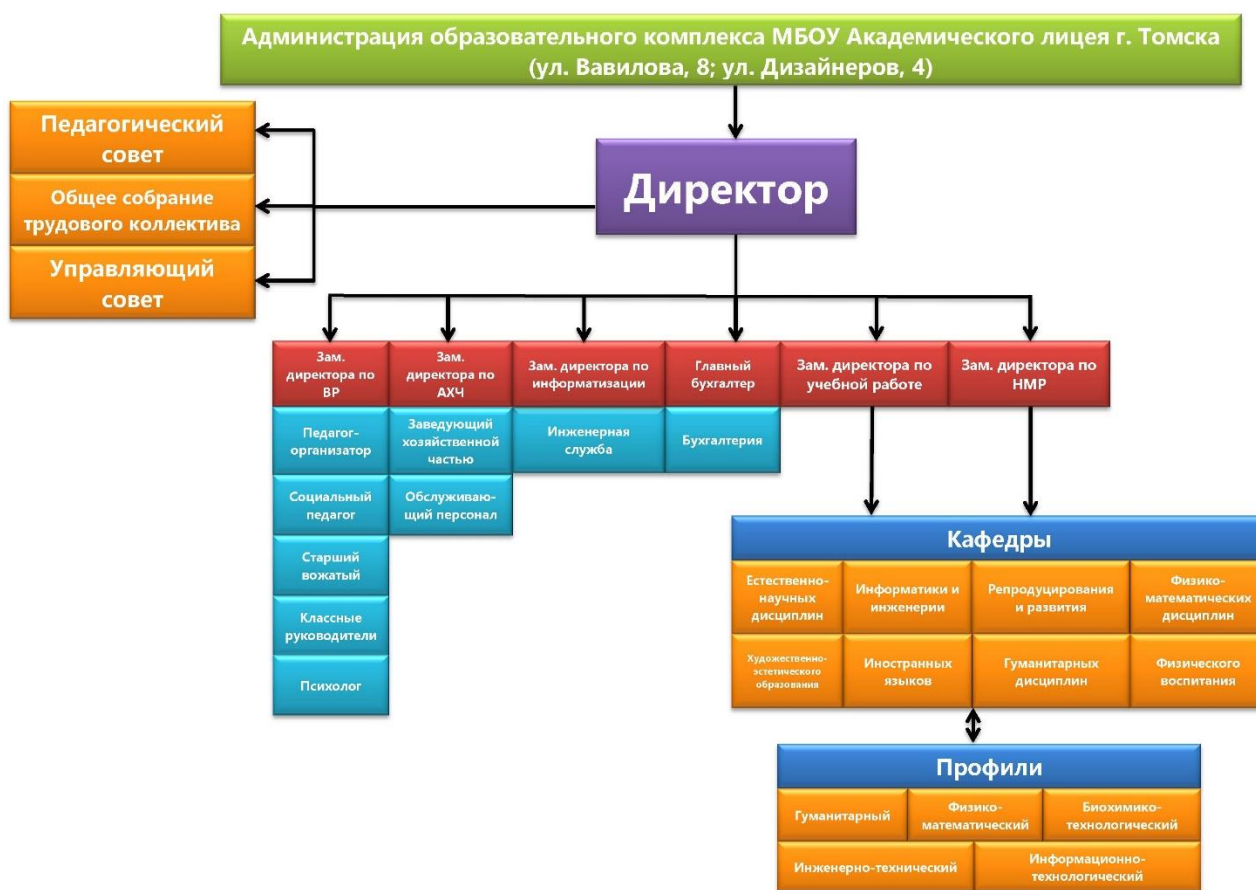 Администрация образовательного комплекса МБОУ Академического лицея г. Томска
(ул. Вавилова, 8; ул. Дизайнеров, 4)
Педагогический
совет
Общее собрание
трудового коллектива
Управляющий
совет
Директор
Зам.
директора по
ВР
Педагог-
организатор
Социальный
педагог
Старший
вожатый
Классные
руководители
Психолог
Зам.
директора по
АХЧ
Заведующий
хозяйственной
частью
Обслуживаю-
щий персонал
Зам. директора по
информатизации
Инженерная
служба
Главный
бухгалтер
Бухгалтерия
Зам. директора по
учебной работе
Зам. директора по
НМР
Кафедры
Естественно-
научных
дисциплин
Информатики и
инженерии
Репродуцирования
и развития
Физико-
математических
дисциплин
Художественно-
эстетического
образования
Иностранных
языков
Гуманитарных
дисциплин
Физического
воспитания
Профили
Гуманитарный
Физико-
математический
Биохимико-
технологический
Инженерно-технический
Информационно-
технологический